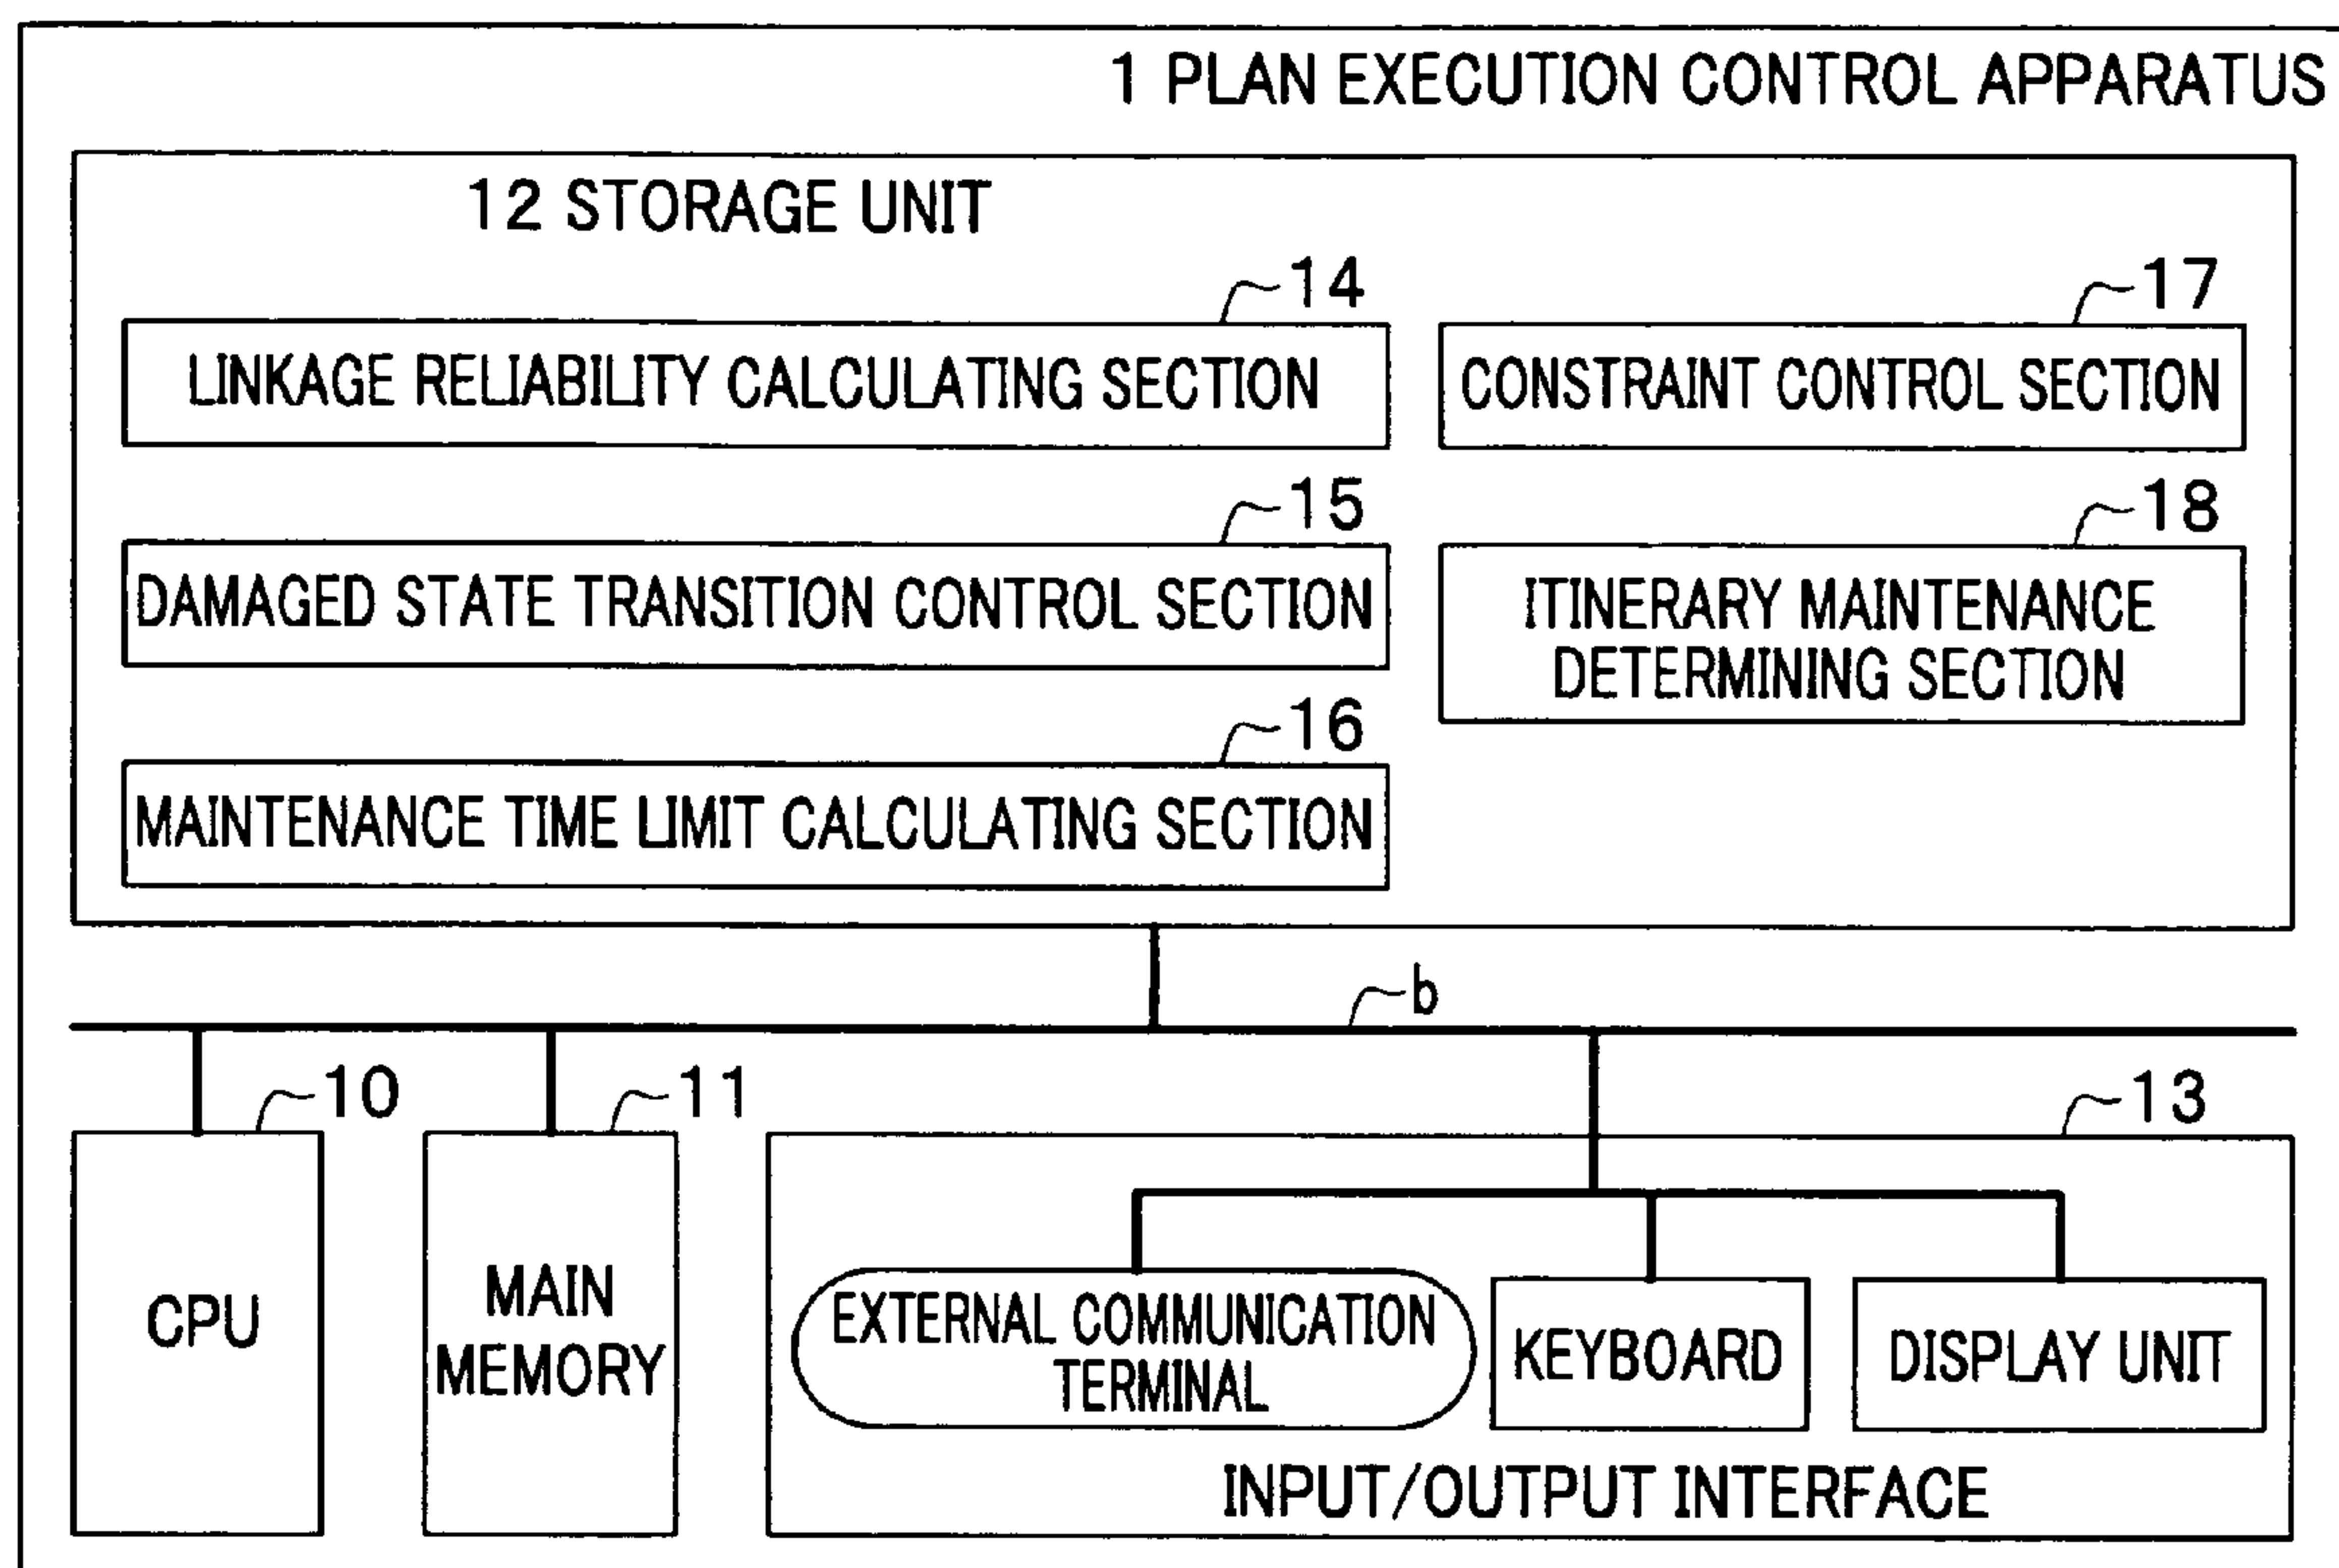 1 PLAN EXECUTION CONTROL APPARATUS
12 STORAGE UNIT
14
LINKAGE RELIABILITY CALCULATING SECTION
15
DAMAGED STATE TRANSITION CONTROL SECTION
16
MAINTENANCE TIME LIMIT CALCULATING SECTION
17
CONSTRAINT CONTROL SECTION
18
ITINERARY MAINTENANCE
DETERMINING SECTION
b
10
CPU
11
MAIN
MEMORY
13
EXTERNAL COMMUNICATION
TERMINAL
KEYBOARD
DISPLAY UNIT
INPUT/OUTPUT INTERFACE